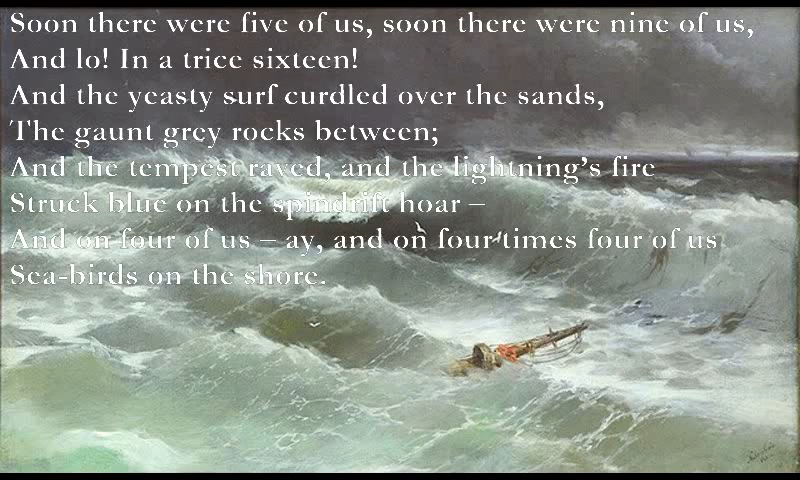 Soon there were five of us, soon there were nine of us,
And lo! In a trice sixteen!
And the yeasty surf curdled over the sands,
The gaunt grey rocks between;
And the tempest raved, and the lightning's fire
Struck blue on the spindrift hoar –
And on four of us – ay, and on four times four of us
Sea-birds on the shore.